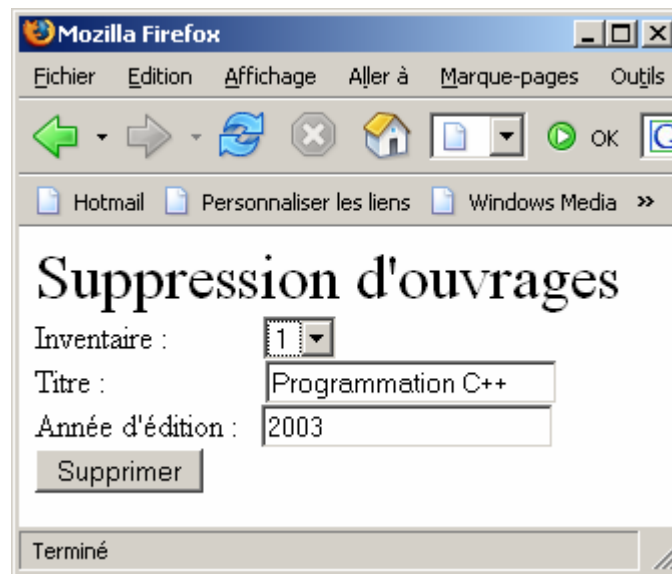 Mozilla Firefox
Fichier Edition Affichage Aller à Marque-pages Outils
OK
Hotmail Personnaliser les liens Windows Media »
Suppression d'ouvrages
Inventaire : 1
Titre : Programmation C++
Année d'édition : 2003
Supprimer
Terminé